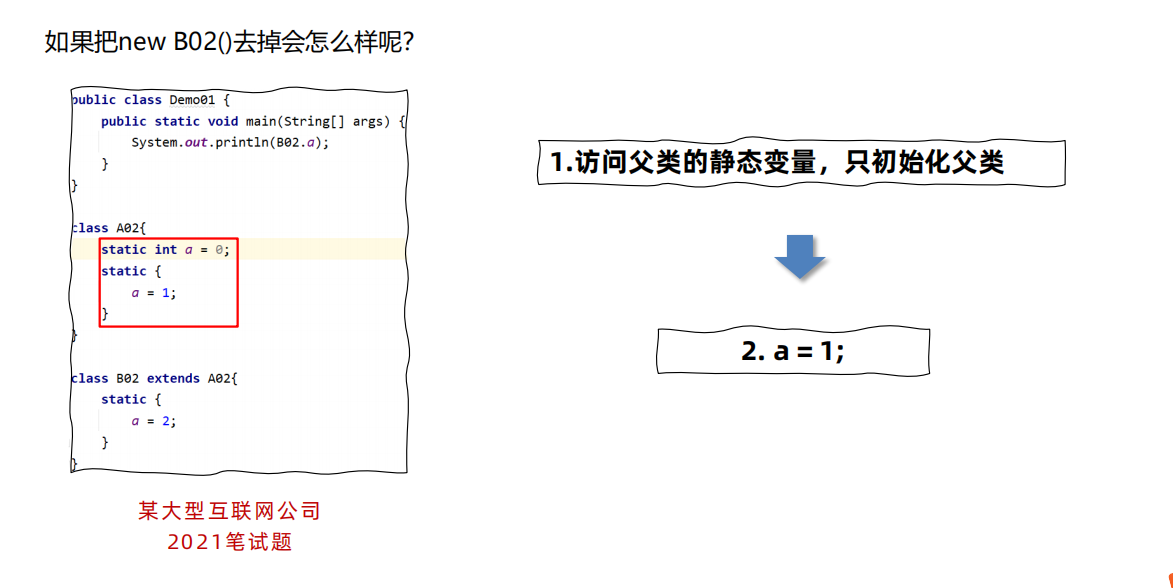 如果把new B02()去掉会怎么样呢？
public class Demo01 {
public static void main(String[] args) {
System.out.println(B02.a);
}
}
class A02{
static int a = 0;
static {
a = 1;
}
}
class B02 extends A02{
static {
a = 2;
}
}
某大型互联网公司
2021笔试题
1.访问父类的静态变量，只初始化父类
2. a = 1;